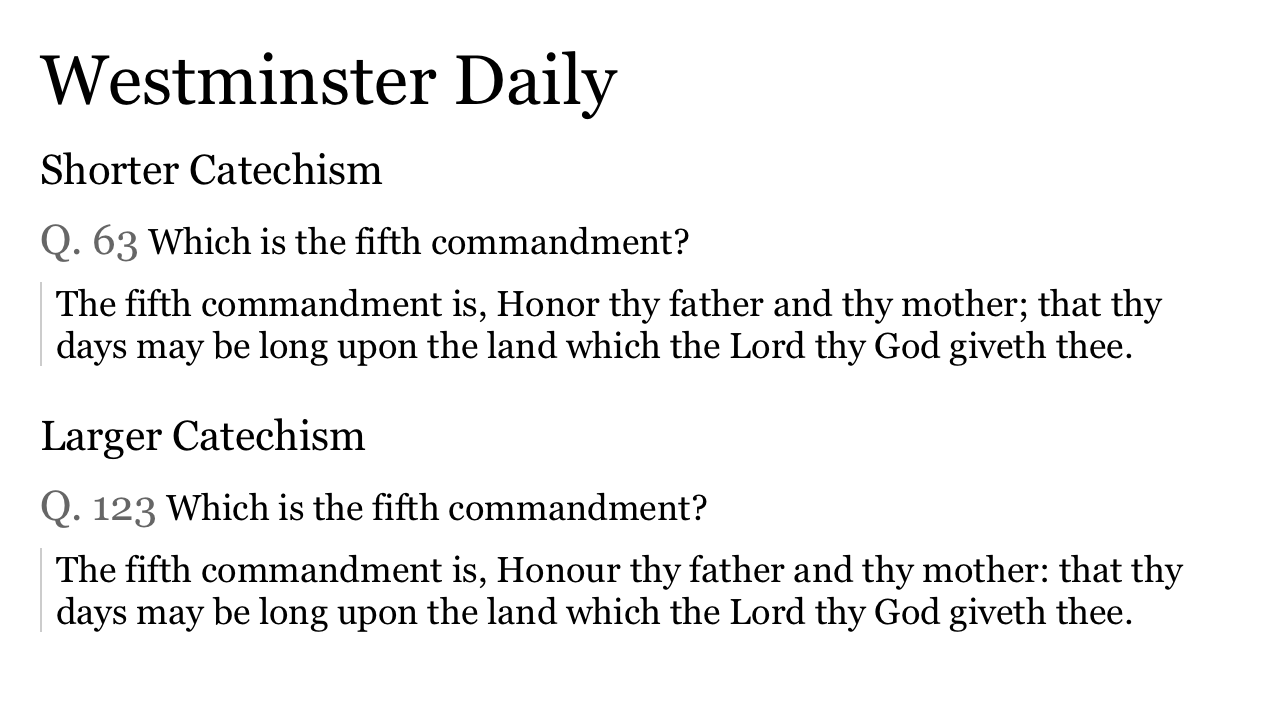 Westminster Daily
Shorter Catechism
Q. 63 Which is the fifth commandment?
The fifth commandment is, Honor thy father and thy mother; that thy
days may be long upon the land which the Lord thy God giveth thee.
Larger Catechism
Q. 123 Which is the fifth commandment?
The fifth commandment is, Honour thy father and thy mother: that thy
days may be long upon the land which the Lord thy God giveth thee.